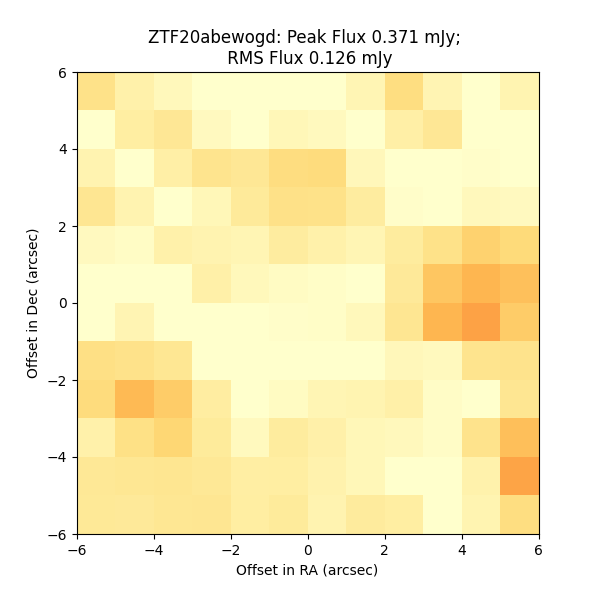 ZTF20abewogd: Peak Flux 0.371 mJy;
RMS Flux 0.126 mJy
6
4
2
0
−2
−4
−6
Offset in Dec (arcsec)
−6 −4 −2 0 2 4 6
Offset in RA (arcsec)